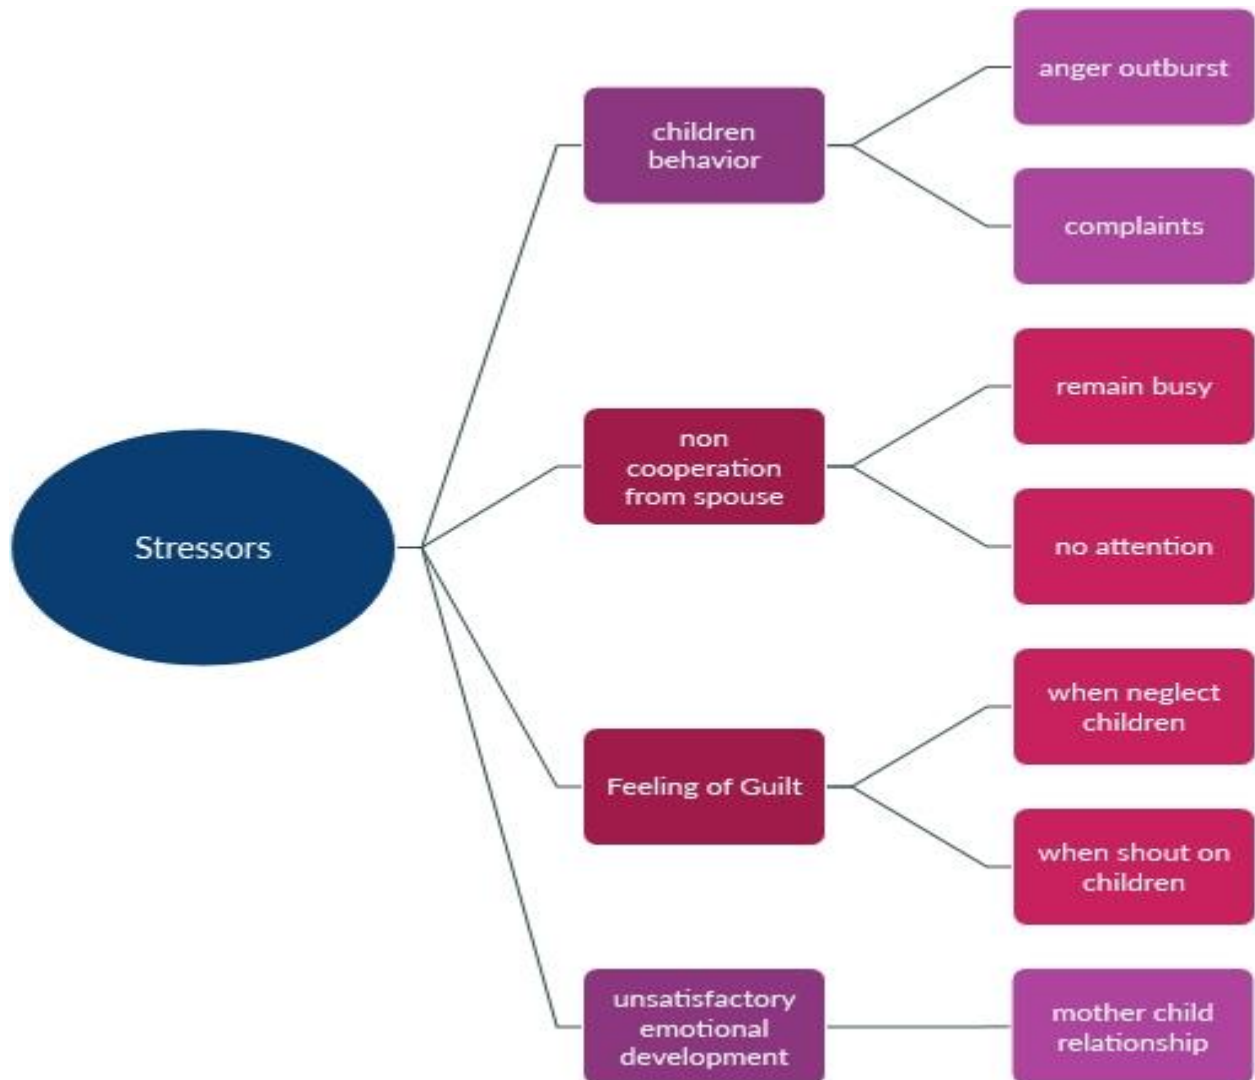 Stressors
children
behavior
anger outburst
complaints
non
cooperation
from spouse
remain busy
no attention
Feeling of Guilt
when neglect
children
when shout on
children
unsatisfactory
emotional
development
mother child
relationship